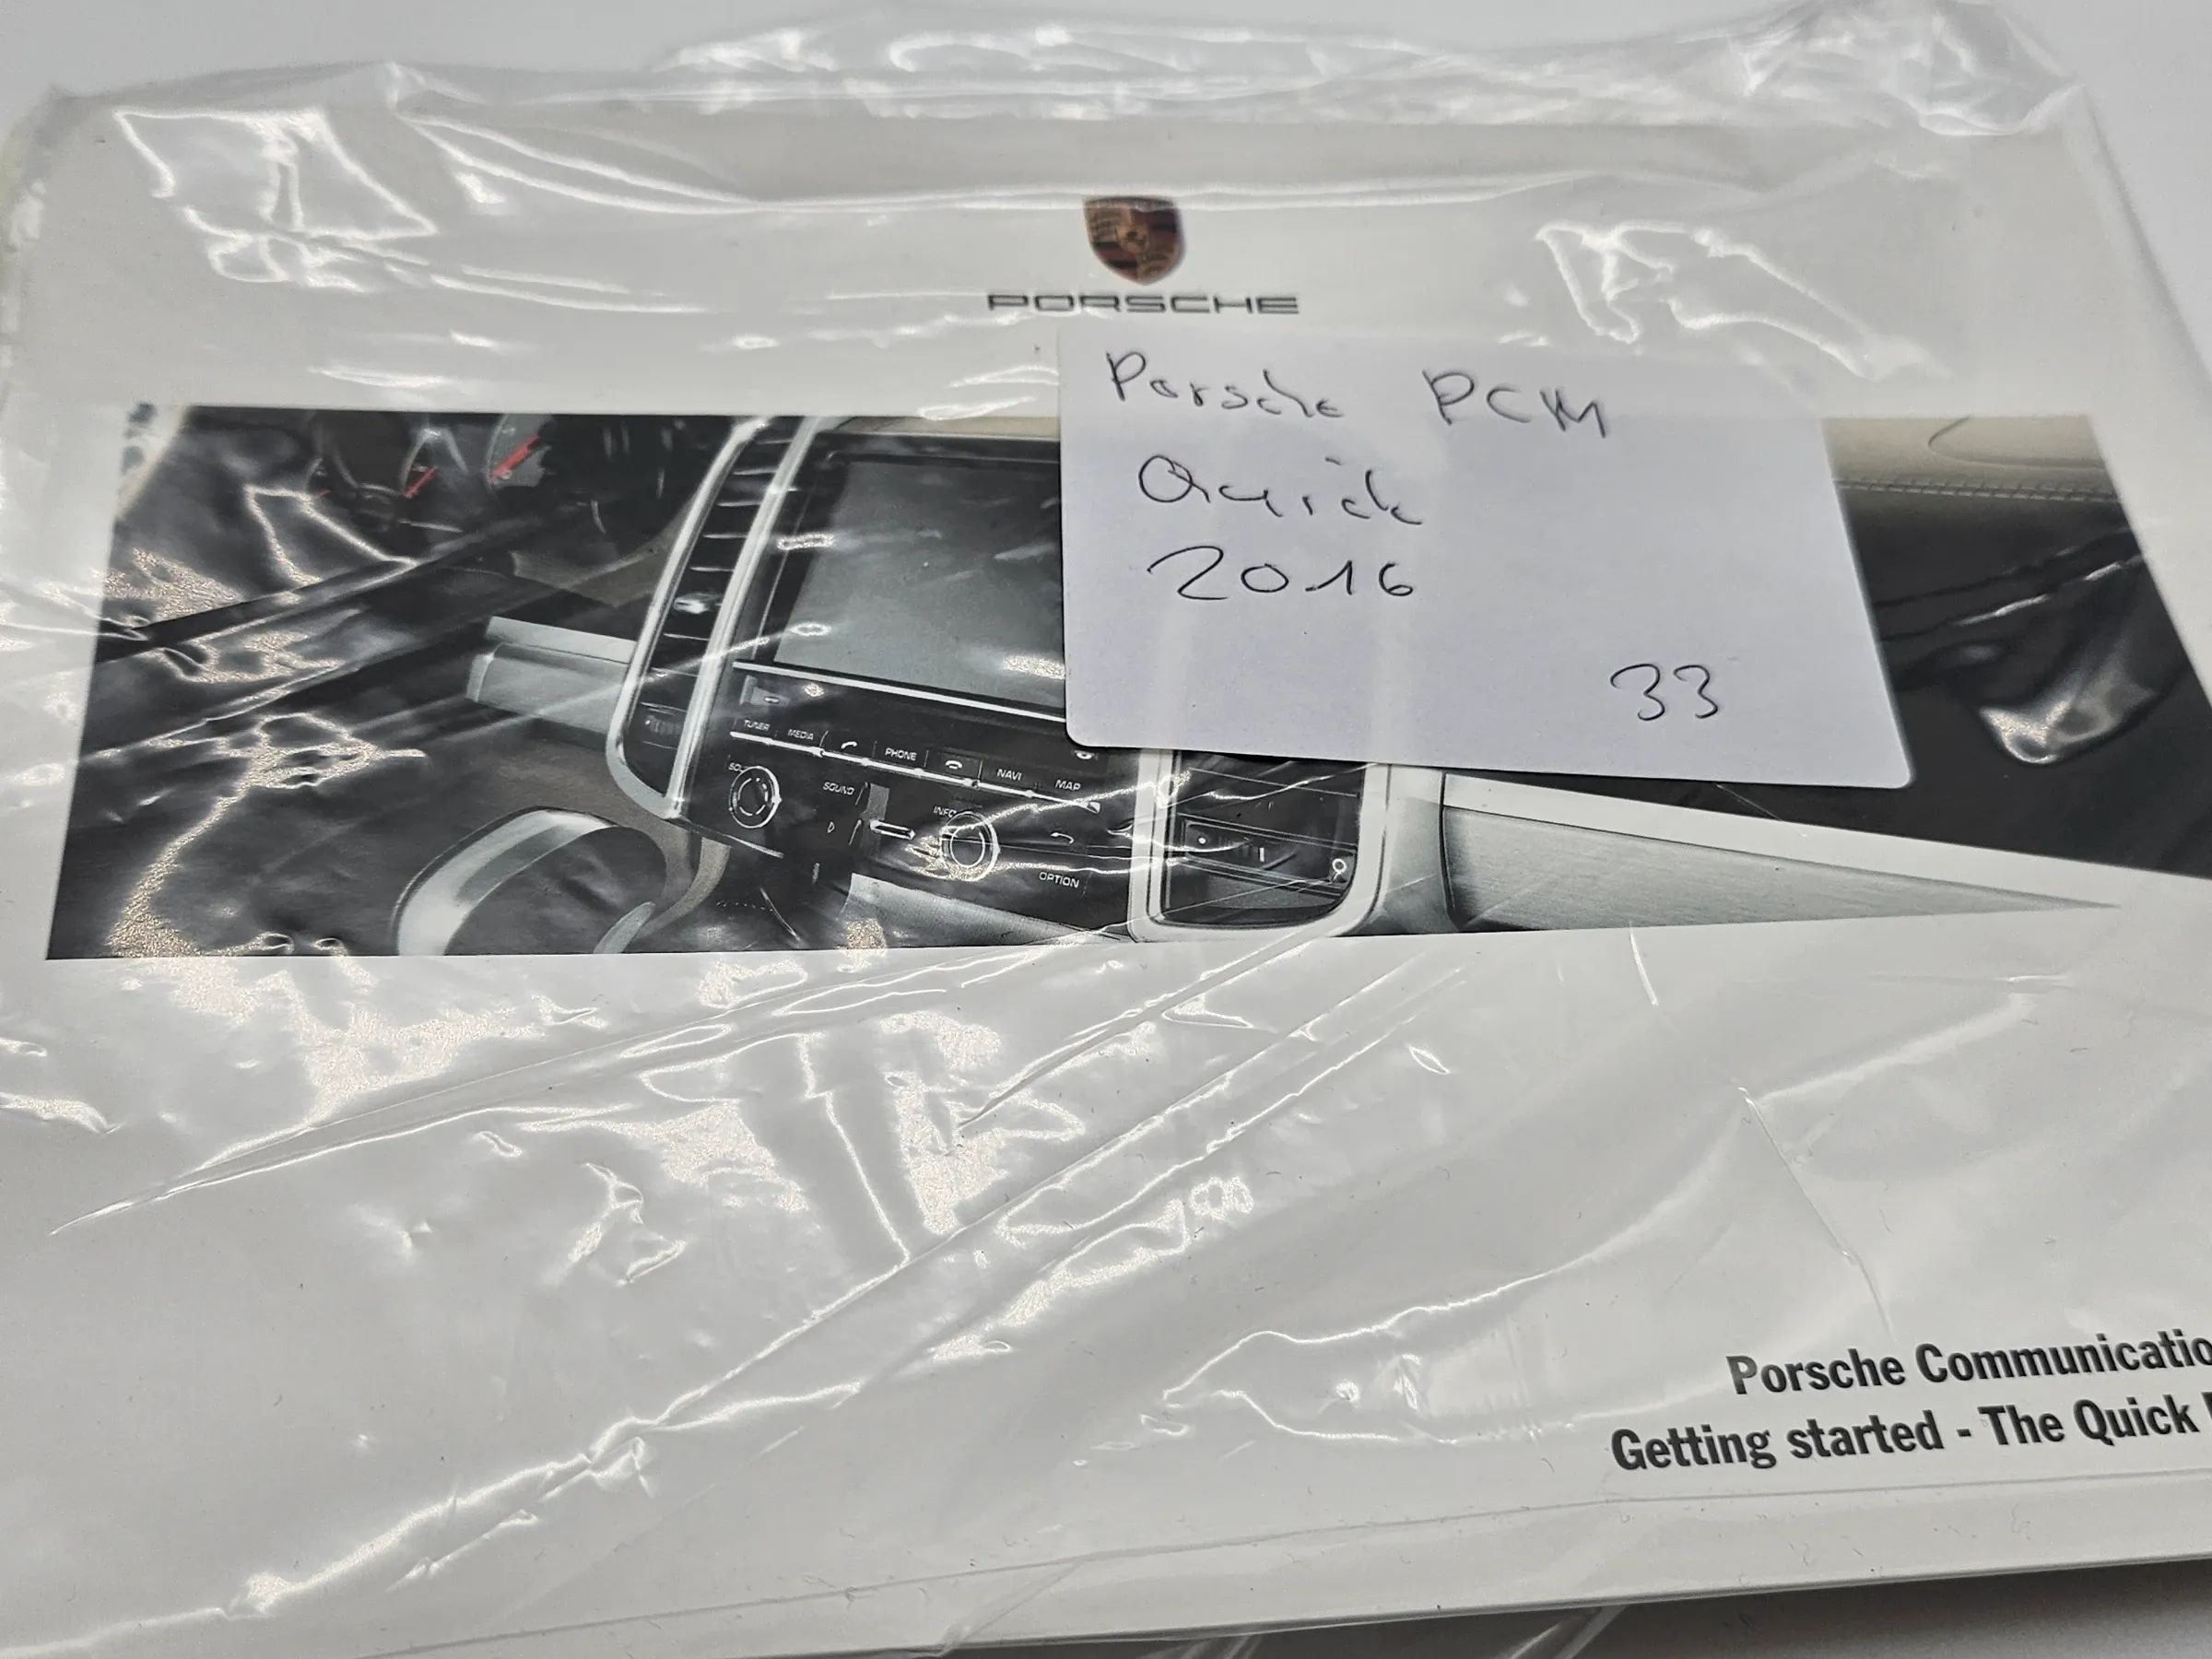 PORSCHE
Porsche PCM
Quick
2016
33
TUNER MEDIA PHONE NAVI MAP
SOUND
INFO
OPTION
Porsche Communicatio
Getting started - The Quick